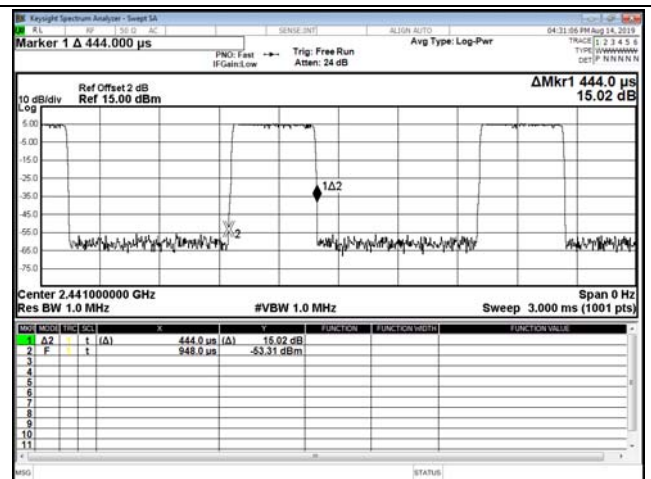 Keysight Spectrum Analyzer - Swept SA
RL RF 50 Ω AC SENSE:INT ALIGN AUTO 04:31:06 PM Aug 14, 2019
Marker 1 Δ 444.000 µs Avg Type: Log-Pwr TRACE 1 2 3 4 5 6
PNO: Fast Trig: Free Run TYPE
IFGain:Low Atten: 24 dB DET P NNNNN
ΔMkr1 444.0 µs
15.02 dB
Ref Offset 2 dB
10 dB/div Ref 15.00 dBm
Log
5.00
-5.00
-15.0
-25.0
1Δ2
-35.0
-45.0
2
-55.0
-65.0
-75.0
Center 2.441000000 GHz Span 0 Hz
Res BW 1.0 MHz #VBW 1.0 MHz Sweep 3.000 ms (1001 pts)
MKR MODE TRC SCL X Y FUNCTION FUNCTION WIDTH FUNCTION VALUE
1 Δ2 t (Δ) 444.0 µs (Δ) 15.02 dB
2 F t 948.0 µs -53.31 dBm
3
4
5
6
7
8
9
10
11
MSG STATUS